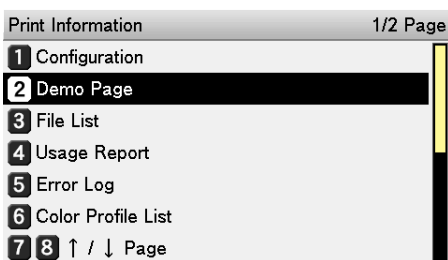 Print Information 1/2 Page
1 Configuration
2 Demo Page
3 File List
4 Usage Report
5 Error Log
6 Color Profile List
7 8 ↑ / ↓ Page